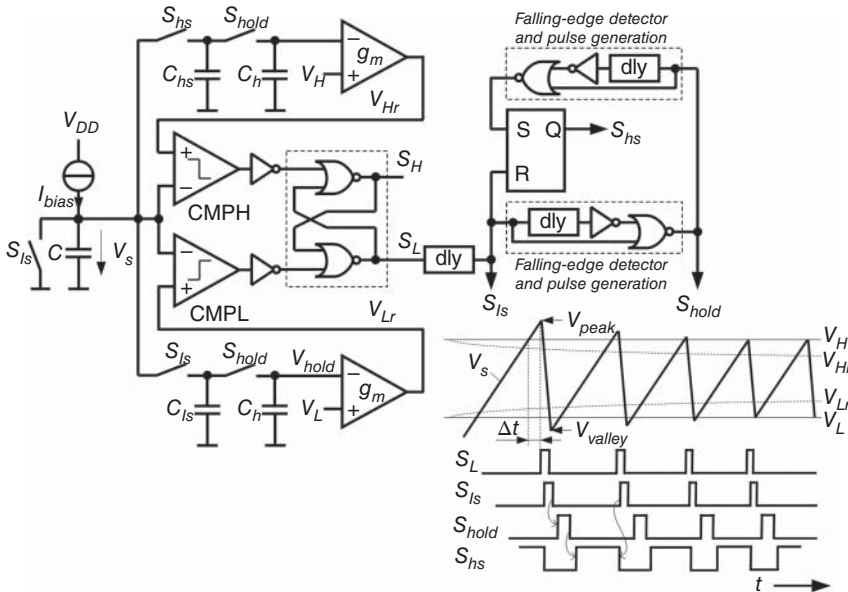 S_hs S_hold
C_hs
C_h
V_H
−
+
g_m
V_Hr
V_DD
I_bias
S_ls
C
V_s
+
−
CMPH
−
+
CMPL
S_H
S_L
dly
V_Lr
S_ls S_hold V_hold
C_ls
C_h
V_L
−
+
g_m
Falling-edge detector
and pulse generation
dly
S Q
R
S_hs
dly
Falling-edge detector
and pulse generation
S_ls
S_hold
V_peak
V_s
V_H
V_Hr
V_Lr
V_L
Δt
V_valley
S_L
S_ls
S_hold
S_hs
t